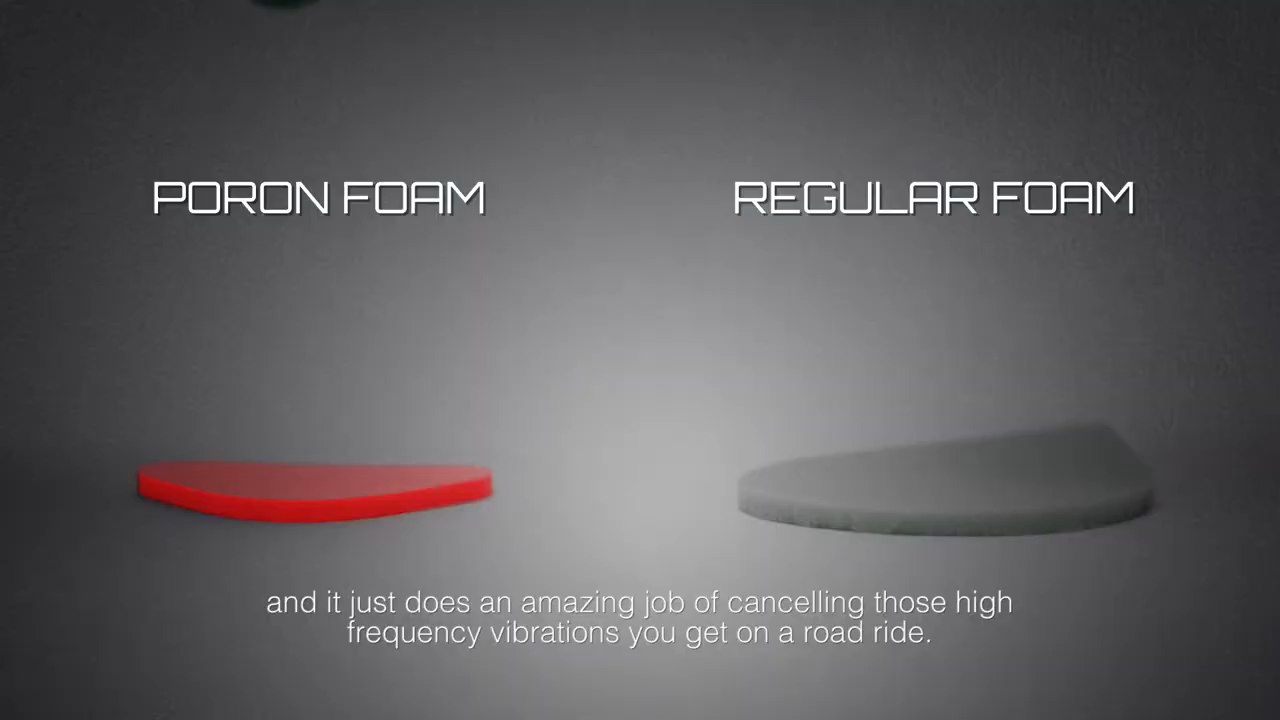 PORON FOAM
REGULAR FOAM
and it just does an amazing job of cancelling those high
frequency vibrations you get on a road ride.